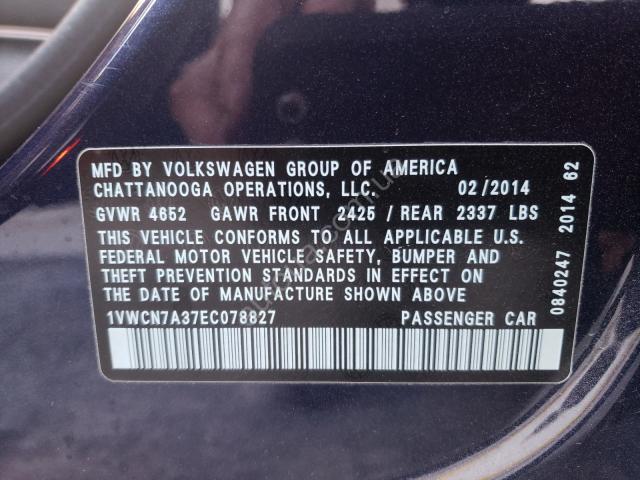 MFD BY VOLKSWAGEN GROUP OF AMERICA
CHATTANOOGA OPERATIONS, LLC. 02/2014
GVWR 4652 GAWR FRONT 2425 / REAR 2337 LBS
THIS VEHICLE CONFORMS TO ALL APPLICABLE U.S.
FEDERAL MOTOR VEHICLE SAFETY, BUMPER AND
THEFT PREVENTION STANDARDS IN EFFECT ON
THE DATE OF MANUFACTURE SHOWN ABOVE
1VWCN7A37EC078827 PASSENGER CAR
0840247 2014 62